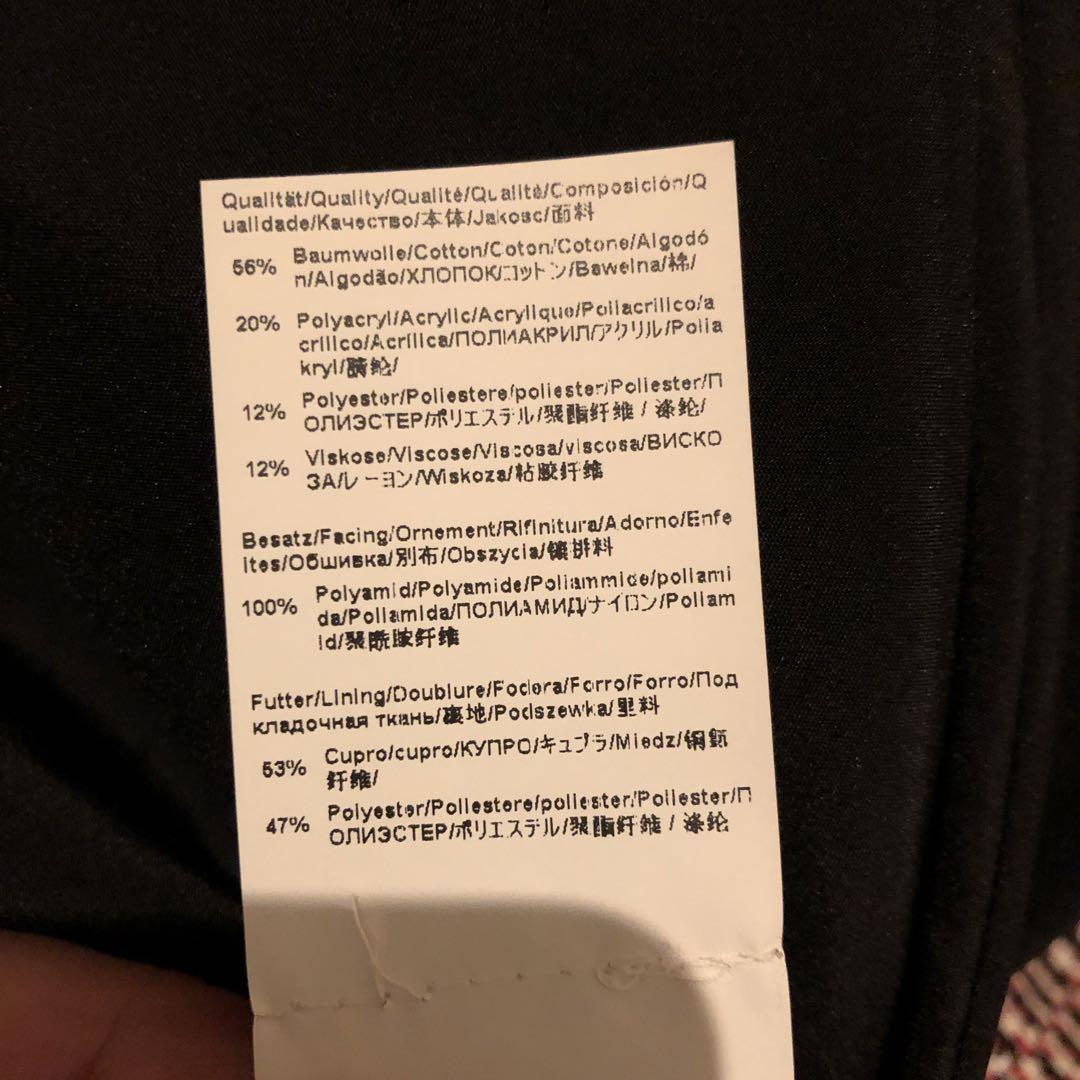 Qualität/Quality/Qualité/Qualità/Composición/Q
ualidade/Качество/本体/Jakosc/面料
56% Baumwolle/Cotton/Coton/Cotone/Algodó
n/Algodão/ХЛОПОК/コットン/Bawelna/棉/
20% Polyacryl/Acrylic/Acrylique/Poliacrilico/a
crílico/Acrílica/ПОЛИАКРИЛ/アクリル/Polia
kryl/腈纶/
12% Polyester/Poliestere/poliester/Poliester/П
ОЛИЭСТЕР/ポリエステル/聚酯纤维 / 涤纶/
12% Viskose/Viscose/Viscosa/viscosa/ВИСКО
ЗА/レーヨン/Wiskoza/粘胶纤维
Besatz/Facing/Ornement/Rifinitura/Adorno/Enfe
ites/Обшивка/別布/Obszycia/镶拼料
100% Polyamid/Polyamide/Poliammide/poliami
da/Poliamida/ПОЛИАМИД/ナイロン/Poliam
id/聚酰胺纤维
Futter/Lining/Doublure/Fodera/Forro/Forro/Под
кладочная ткань/裏地/Podszewka/里料
53% Cupro/cupro/КУПРО/キュプラ/Miedz/铜氨
纤维/
47% Polyester/Poliestere/poliester/Poliester/П
ОЛИЭСТЕР/ポリエステル/聚酯纤维 / 涤纶